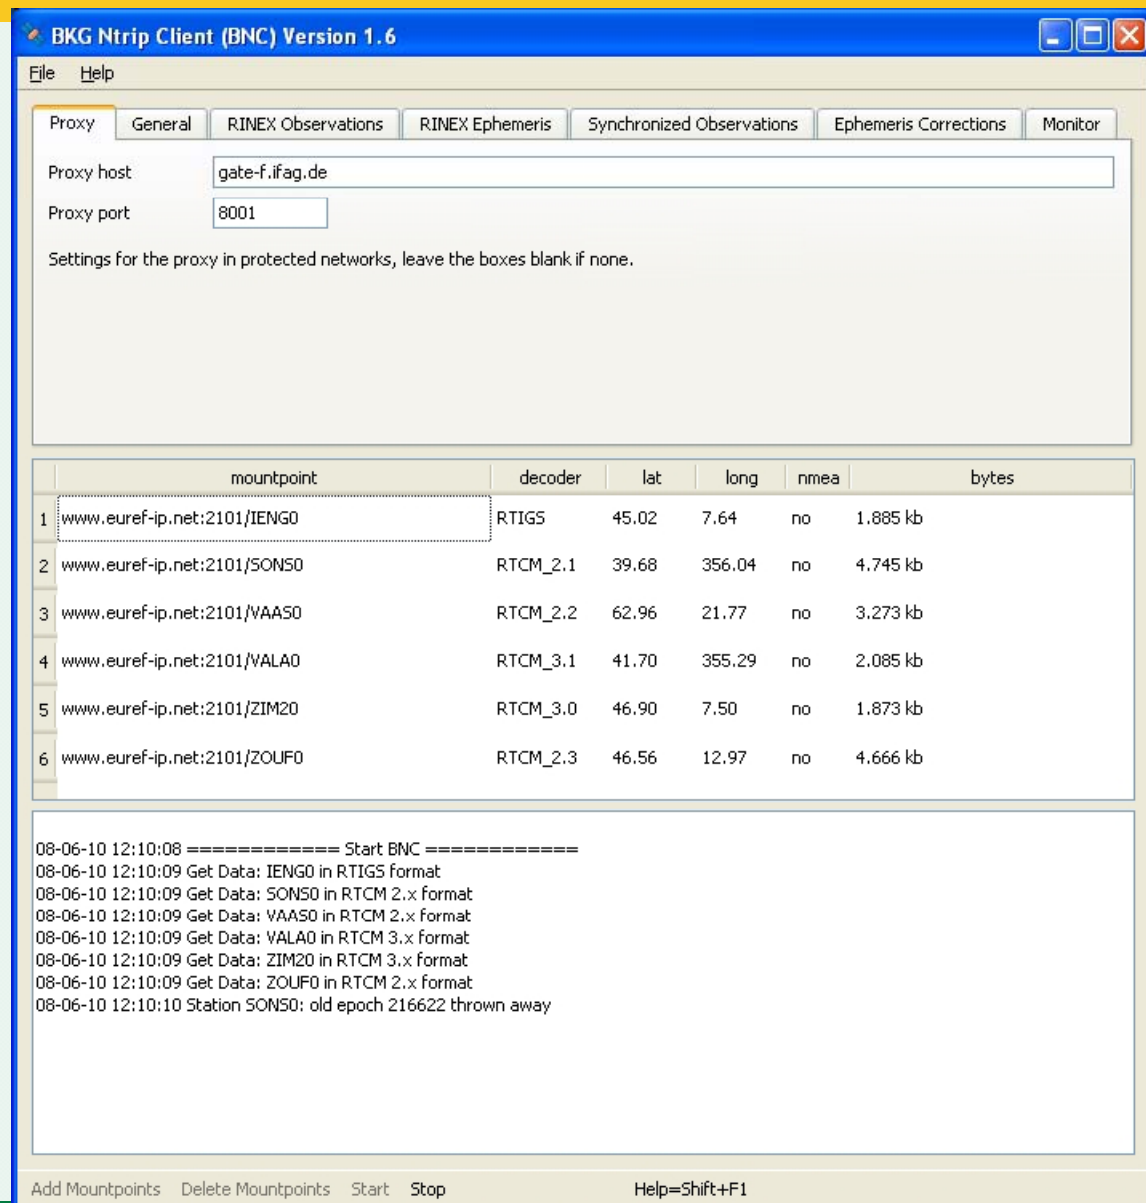 BKG Ntrip Client (BNC) Version 1.6
File Help
Proxy General RINEX Observations RINEX Ephemeris Synchronized Observations Ephemeris Corrections Monitor
Proxy host gate-f.ifag.de
Proxy port 8001
Settings for the proxy in protected networks, leave the boxes blank if none.
mountpoint decoder lat long nmea bytes
1 www.euref-ip.net:2101/IENG0 RTIGS 45.02 7.64 no 1.885 kb
2 www.euref-ip.net:2101/SONS0 RTCM_2.1 39.68 356.04 no 4.745 kb
3 www.euref-ip.net:2101/VAAS0 RTCM_2.2 62.96 21.77 no 3.273 kb
4 www.euref-ip.net:2101/VALA0 RTCM_3.1 41.70 355.29 no 2.085 kb
5 www.euref-ip.net:2101/ZIM20 RTCM_3.0 46.90 7.50 no 1.873 kb
6 www.euref-ip.net:2101/ZOUF0 RTCM_2.3 46.56 12.97 no 4.666 kb
08-06-10 12:10:08 ============ Start BNC ============
08-06-10 12:10:09 Get Data: IENG0 in RTIGS format
08-06-10 12:10:09 Get Data: SONS0 in RTCM 2.x format
08-06-10 12:10:09 Get Data: VAAS0 in RTCM 2.x format
08-06-10 12:10:09 Get Data: VALA0 in RTCM 3.x format
08-06-10 12:10:09 Get Data: ZIM20 in RTCM 3.x format
08-06-10 12:10:09 Get Data: ZOUF0 in RTCM 2.x format
08-06-10 12:10:10 Station SONS0: old epoch 216622 thrown away
Add Mountpoints Delete Mountpoints Start Stop Help=Shift+F1